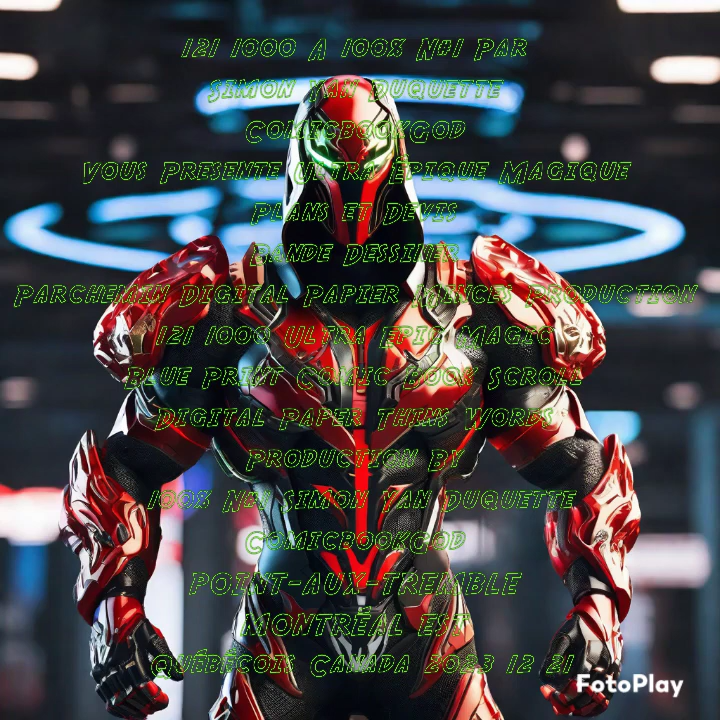 121 1000 A 100% N#1 PAR
SIMON YAN DUQUETTE
COMICBOOKGOD
VOUS PRESENTE ULTRA ÉPIQUE MAGIQUE
PLANS ET DEVIS
BANDE DESSINER
PARCHEMIN DIGITAL PAPIER MINCES PRODUCTION
121 1000 ULTRA EPIC MAGIC
BLUE PRINT COMIC BOOK SCROLL
DIGITAL PAPER THINS WORDS
PRODUCTION BY
100% N#1 SIMON YAN DUQUETTE
COMICBOOKGOD
POINT-AUX-TREMBLE
MONTRËAL EST
QUÉBÉCOIS CANADA 2023 12 21
FotoPlay